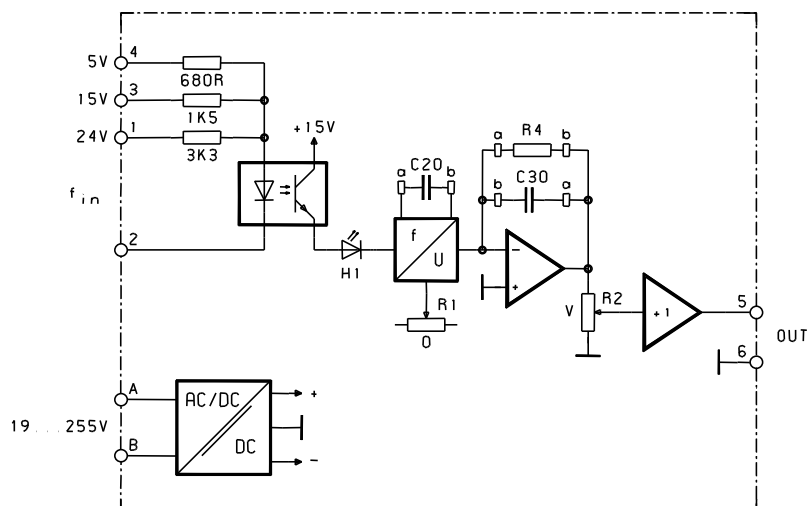 5V 4
680R
15V 3
1K5
24V 1
3K3
+15V
f in
2
H1
a C20 b
f
U
R1
0
a R4 b
b C30 a
−
+
V R2
+1
5
OUT
6
A
19...255V
B
AC/DC
DC
+
−